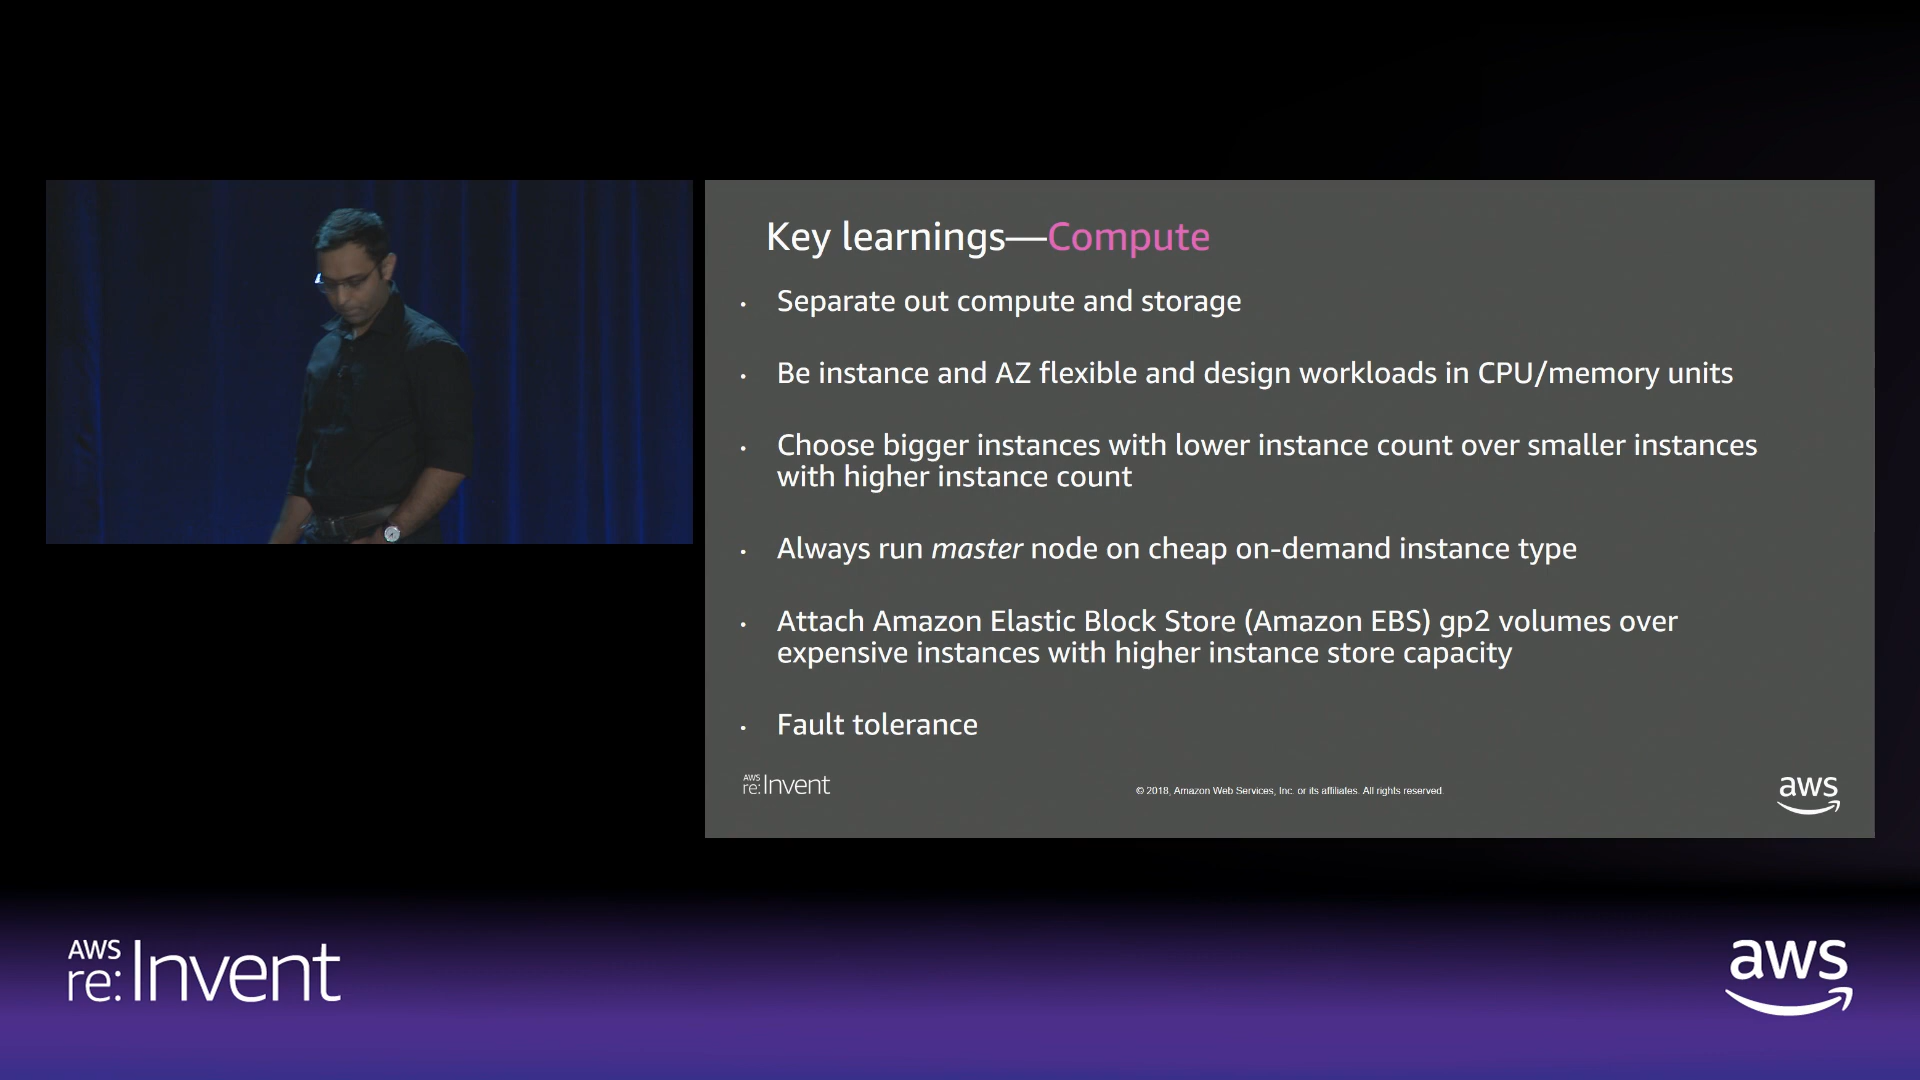 Key learnings—Compute
• Separate out compute and storage
• Be instance and AZ flexible and design workloads in CPU/memory units
• Choose bigger instances with lower instance count over smaller instances
with higher instance count
• Always run master node on cheap on-demand instance type
• Attach Amazon Elastic Block Store (Amazon EBS) gp2 volumes over
expensive instances with higher instance store capacity
• Fault tolerance
AWS
re:Invent
© 2018, Amazon Web Services, Inc. or its affiliates. All rights reserved.
aws
AWS
re:Invent
aws